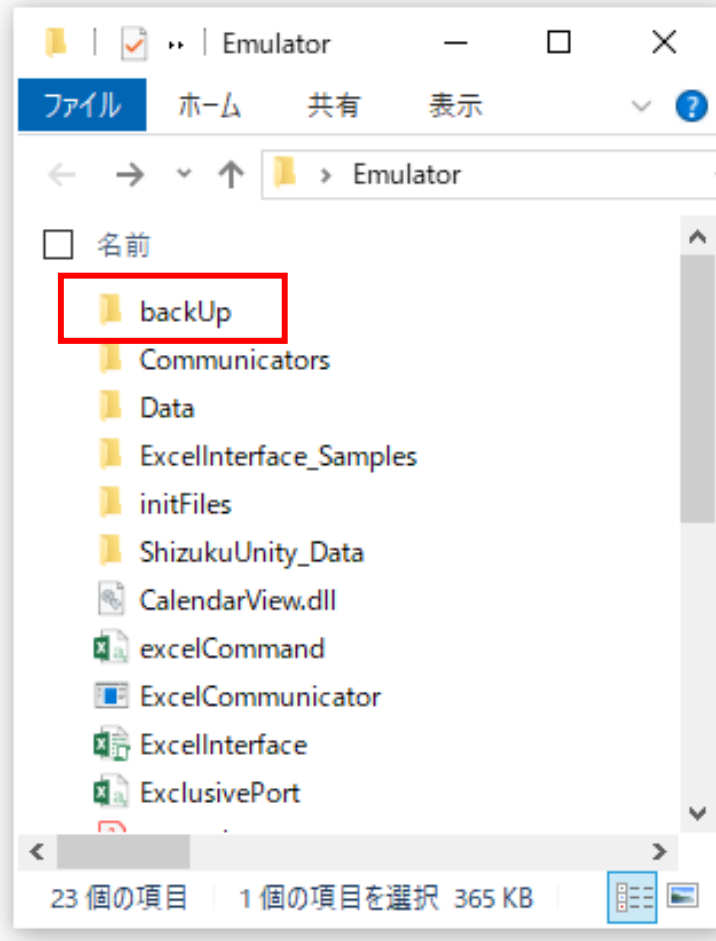 Emulator
ファイル ホーム 共有 表示
Emulator
名前
backUp
Communicators
Data
ExcelInterface_Samples
initFiles
ShizukuUnity_Data
CalendarView.dll
excelCommand
ExcelCommunicator
ExcelInterface
ExclusivePort
23 個の項目 1 個の項目を選択 365 KB